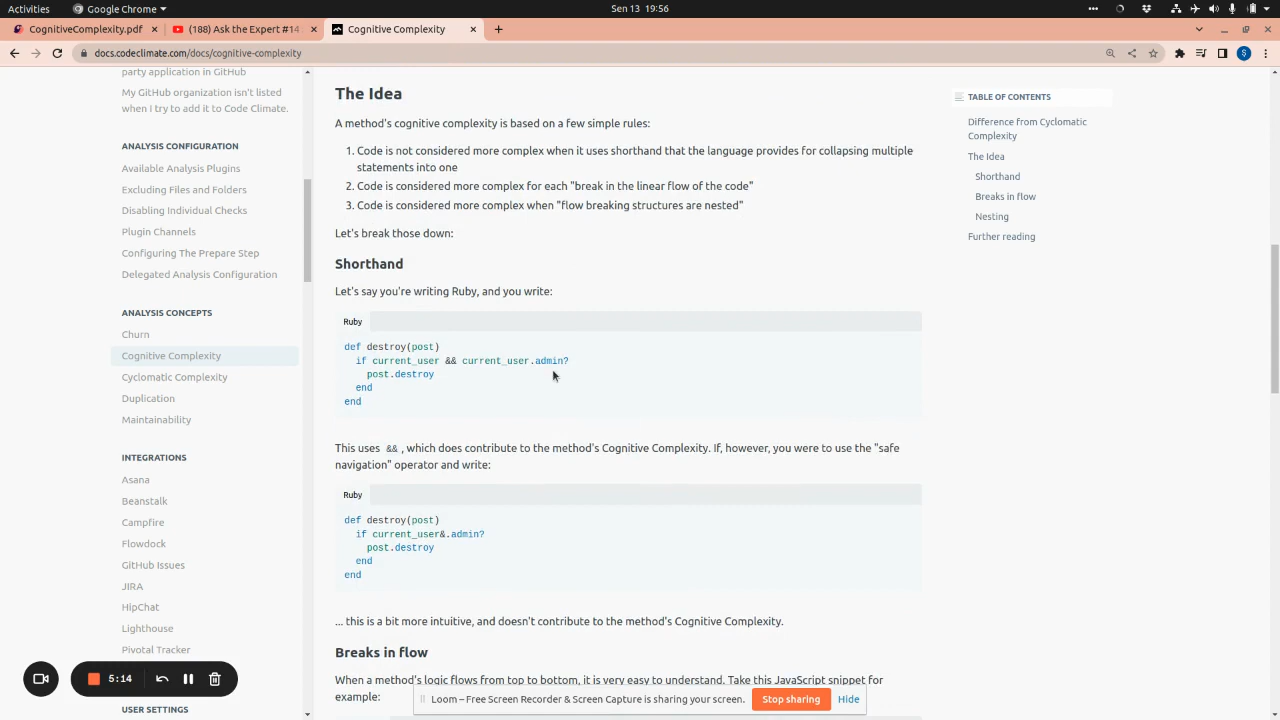 Activities
Google Chrome
Sen 13 19:56
CognitiveComplexity.pdf
(188) Ask the Expert #14
Cognitive Complexity
docs.codeclimate.com/docs/cognitive-complexity
party application in GitHub
My GitHub organization isn't listed
when I try to add it to Code Climate.
ANALYSIS CONFIGURATION
Available Analysis Plugins
Excluding Files and Folders
Disabling Individual Checks
Plugin Channels
Configuring The Prepare Step
Delegated Analysis Configuration
ANALYSIS CONCEPTS
Churn
Cognitive Complexity
Cyclomatic Complexity
Duplication
Maintainability
INTEGRATIONS
Asana
Beanstalk
Campfire
Flowdock
GitHub Issues
JIRA
HipChat
Lighthouse
Pivotal Tracker
USER SETTINGS
The Idea
A method's cognitive complexity is based on a few simple rules:
1. Code is not considered more complex when it uses shorthand that the language provides for collapsing multiple
statements into one
2. Code is considered more complex for each "break in the linear flow of the code"
3. Code is considered more complex when "flow breaking structures are nested"
Let's break those down:
Shorthand
Let's say you're writing Ruby, and you write:
Ruby
def destroy(post)
if current_user && current_user.admin?
post.destroy
end
end
This uses && , which does contribute to the method's Cognitive Complexity. If, however, you were to use the "safe
navigation" operator and write:
Ruby
def destroy(post)
if current_user&.admin?
post.destroy
end
end
... this is a bit more intuitive, and doesn't contribute to the method's Cognitive Complexity.
Breaks in flow
When a method's logic flows from top to bottom, it is very easy to understand. Take this JavaScript snippet for
example:
TABLE OF CONTENTS
Difference from Cyclomatic
Complexity
The Idea
Shorthand
Breaks in flow
Nesting
Further reading
5:14
Loom – Free Screen Recorder & Screen Capture is sharing your screen.
Stop sharing
Hide